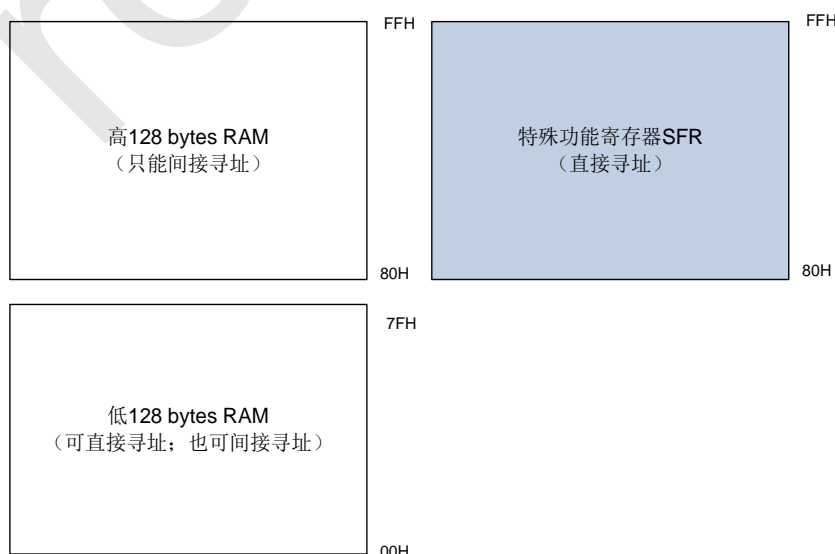 FFH
FFH
高128 bytes RAM
（只能间接寻址）
特殊功能寄存器SFR
（直接寻址）
80H
80H
7FH
低128 bytes RAM
（可直接寻址；也可间接寻址）
00H